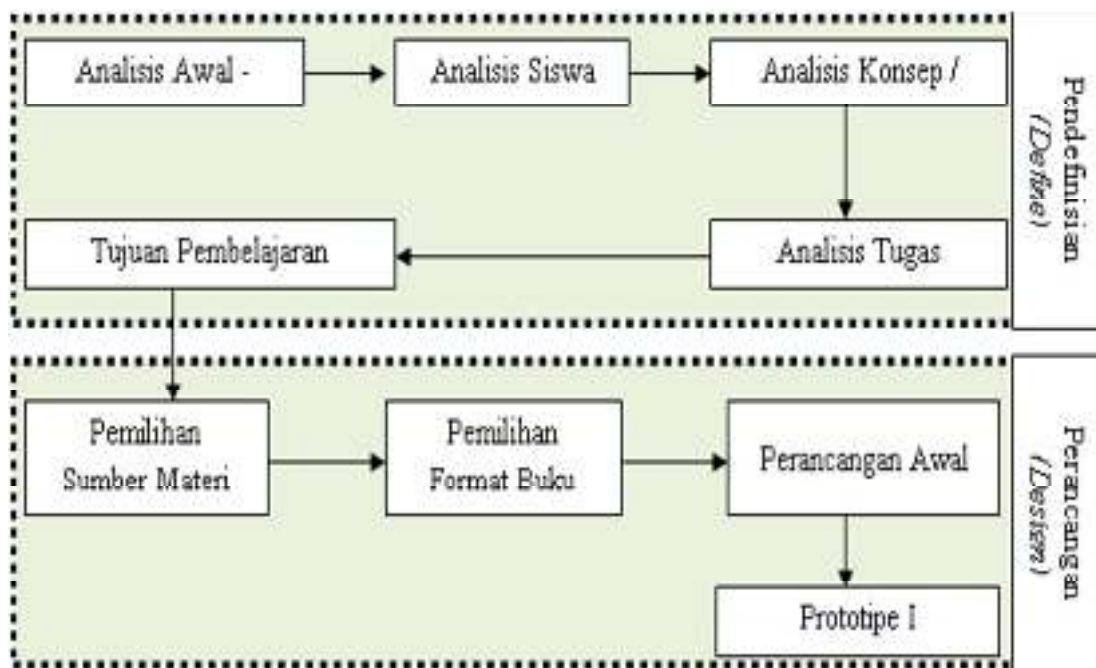 Analisis Awal -
Analisis Siswa
Analisis Konsep /
Analisis Tugas
Tujuan Pembelajaran
Pendefinisian
(Define)
Pemilihan
Sumber Materi
Pemilihan
Format Buku
Perancangan Awal
Prototipe I
Perancangan
(Design)